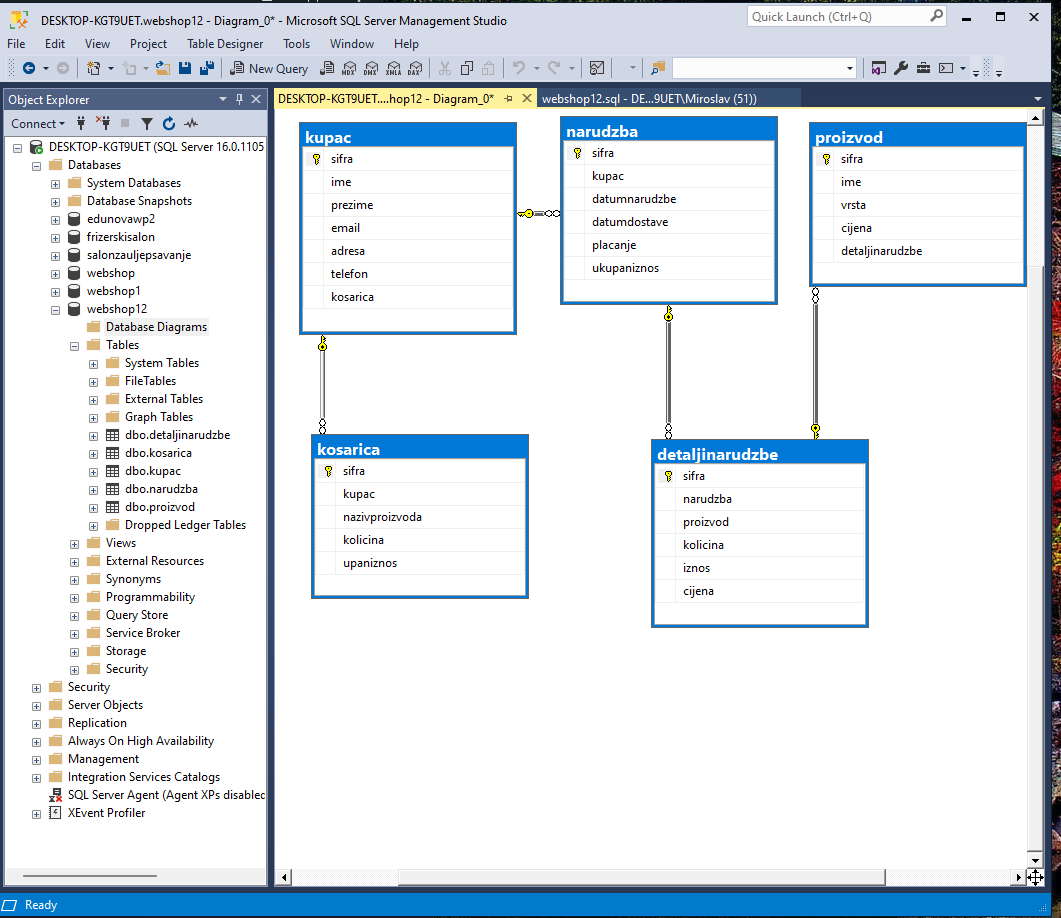 DESKTOP-KGT9UET.webshop12 - Diagram_0* - Microsoft SQL Server Management Studio
Quick Launch (Ctrl+Q)
File Edit View Project Table Designer Tools Window Help
New Query
MDX DMX XMLA DAX
Object Explorer
DESKTOP-KGT9UET....hop12 - Diagram_0*
webshop12.sql - DE...9UET\Miroslav (51))
Connect
DESKTOP-KGT9UET (SQL Server 16.0.1105
Databases
System Databases
Database Snapshots
edunovawp2
frizerskisalon
salonzauljepsavanje
webshop
webshop1
webshop12
Database Diagrams
Tables
System Tables
FileTables
External Tables
Graph Tables
dbo.detaljinarudzbe
dbo.kosarica
dbo.kupac
dbo.narudzba
dbo.proizvod
Dropped Ledger Tables
Views
External Resources
Synonyms
Programmability
Query Store
Service Broker
Storage
Security
Security
Server Objects
Replication
Always On High Availability
Management
Integration Services Catalogs
SQL Server Agent (Agent XPs disabled
XEvent Profiler
kupac
sifra
ime
prezime
email
adresa
telefon
kosarica
narudzba
sifra
kupac
datumnarudzbe
datumdostave
placanje
ukupaniznos
proizvod
sifra
ime
vrsta
cijena
detaljinarudzbe
kosarica
sifra
kupac
nazivproizvoda
kolicina
upaniznos
detaljinarudzbe
sifra
narudzba
proizvod
kolicina
iznos
cijena
Ready